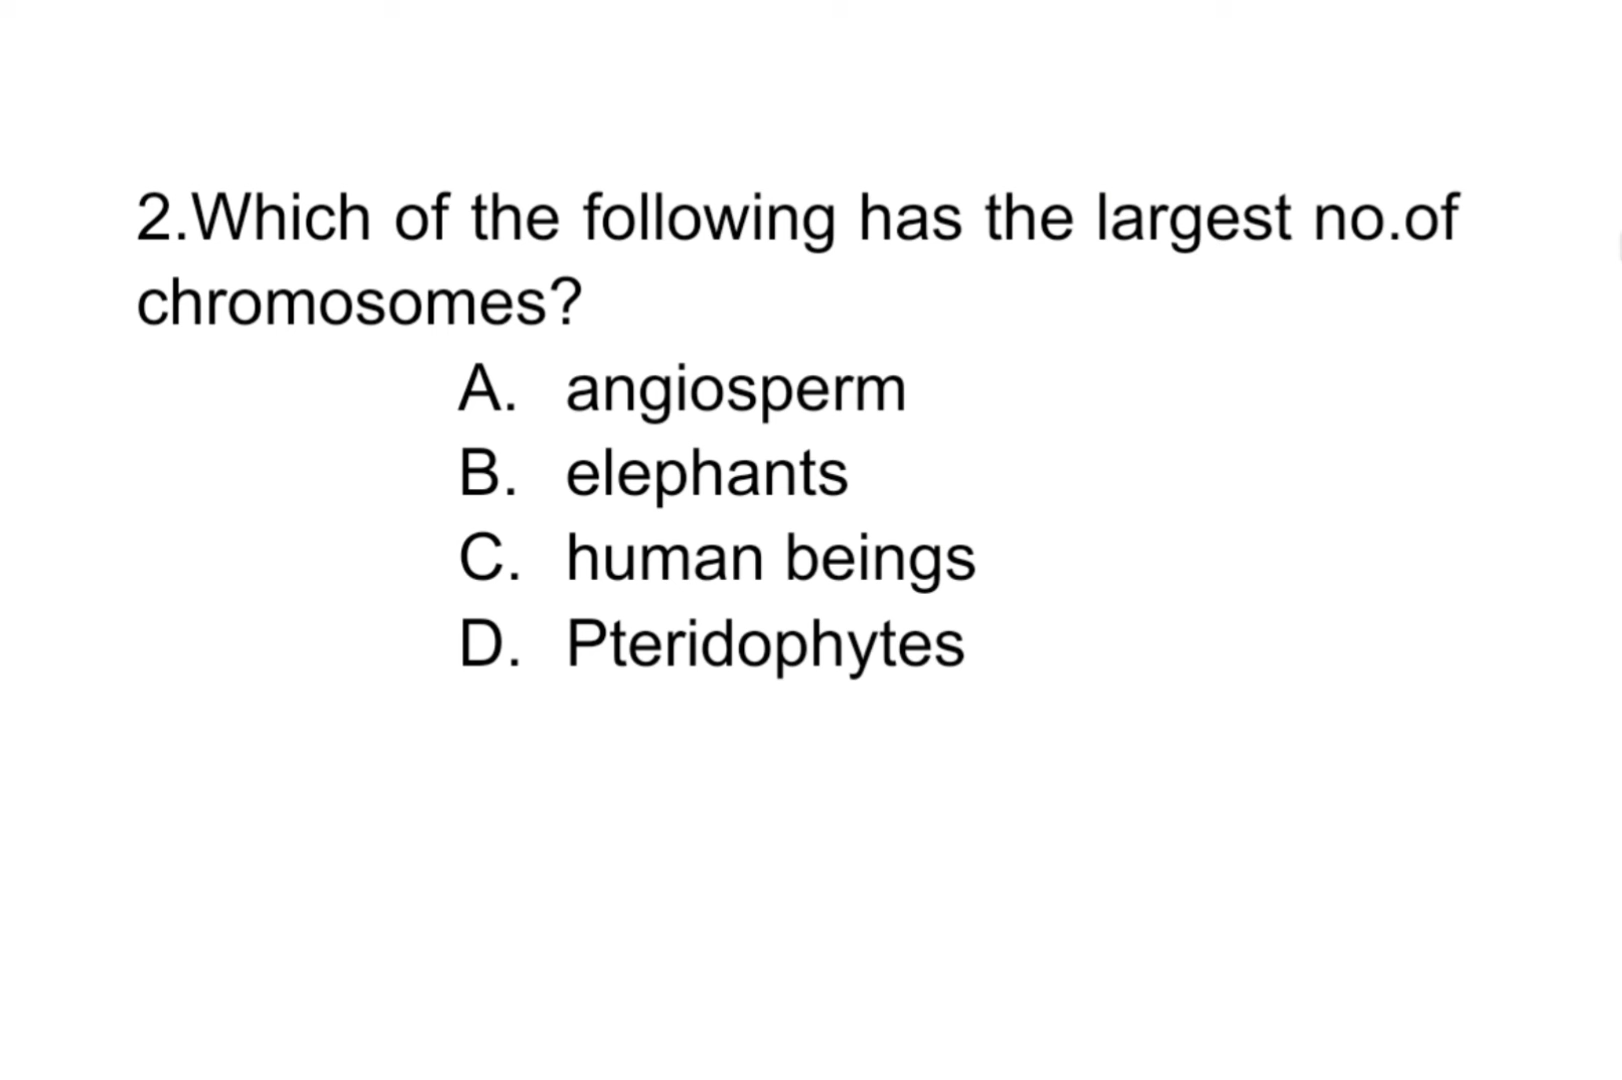 2.Which of the following has the largest no.of
chromosomes?
A. angiosperm
B. elephants
C. human beings
D. Pteridophytes